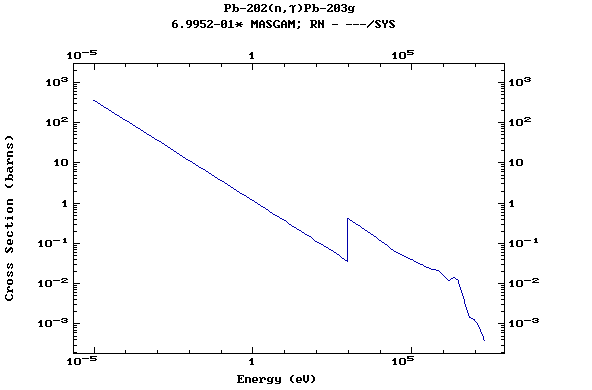 Pb-202(n,γ)Pb-203g
6.9952-01* MASGAM; RN - ---/SYS
10⁻⁵ 1 10⁵
10³ 10³
10² 10²
10 10
1 1
10⁻¹ 10⁻¹
10⁻² 10⁻²
10⁻³ 10⁻³
10⁻⁵ 1 10⁵
Cross Section (barns)
Energy (eV)